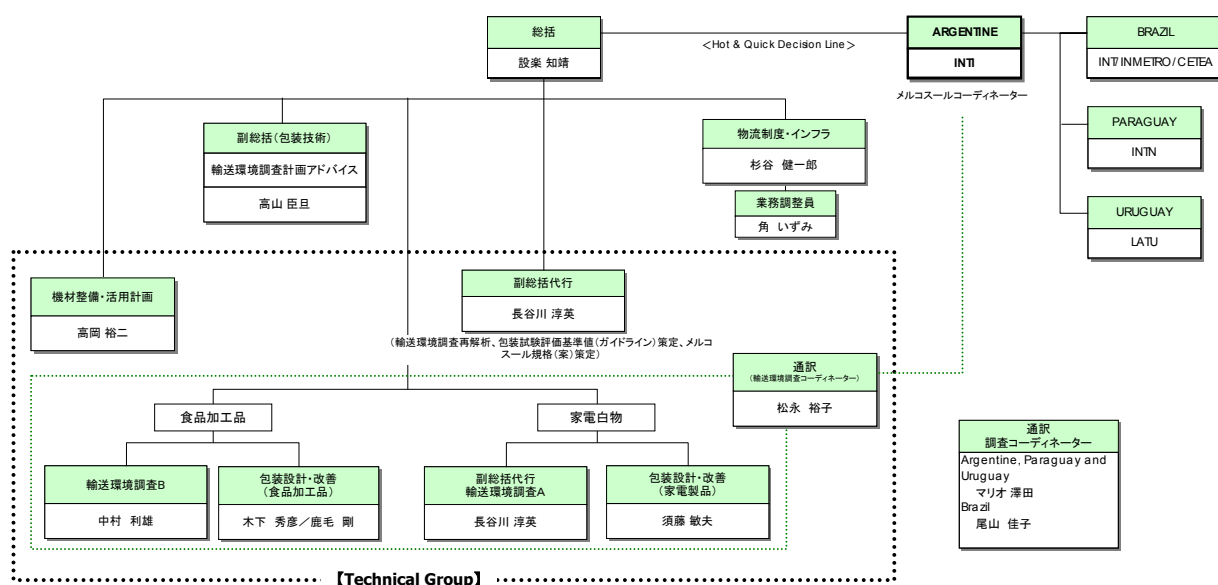 総括
設楽 知靖
<Hot & Quick Decision Line>
ARGENTINE
INTI
メルコスールコーディネーター
BRAZIL
INT/INMETRO/CETEA
PARAGUAY
INTN
URUGUAY
LATU
副総括(包装技術)
輸送環境調査計画アドバイス
高山 臣旦
物流制度・インフラ
杉谷 健一郎
業務調整員
角 いずみ
機材整備・活用計画
高岡 裕二
副総括代行
長谷川 淳英
(輸送環境調査再解析、包装試験評価基準値(ガイドライン)策定、メルコ
スール規格(案)策定)
通訳
(輸送環境調査コーディネーター)
松永 裕子
食品加工品
家電白物
輸送環境調査B
中村 利雄
包装設計・改善
(食品加工品)
木下 秀彦/鹿毛 剛
副総括代行
輸送環境調査A
長谷川 淳英
包装設計・改善
(家電製品)
須藤 敏夫
通訳
調査コーディネーター
Argentine, Paraguay and
Uruguay
マリオ 澤田
Brazil
尾山 佳子
【Technical Group】